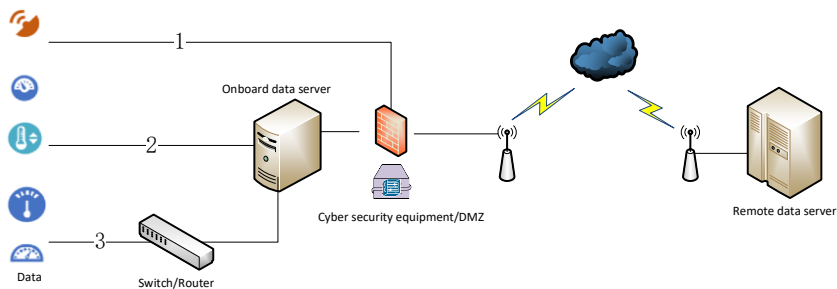 1
Onboard data server
2
Cyber security equipment/DMZ
Remote data server
3
Data
Switch/Router